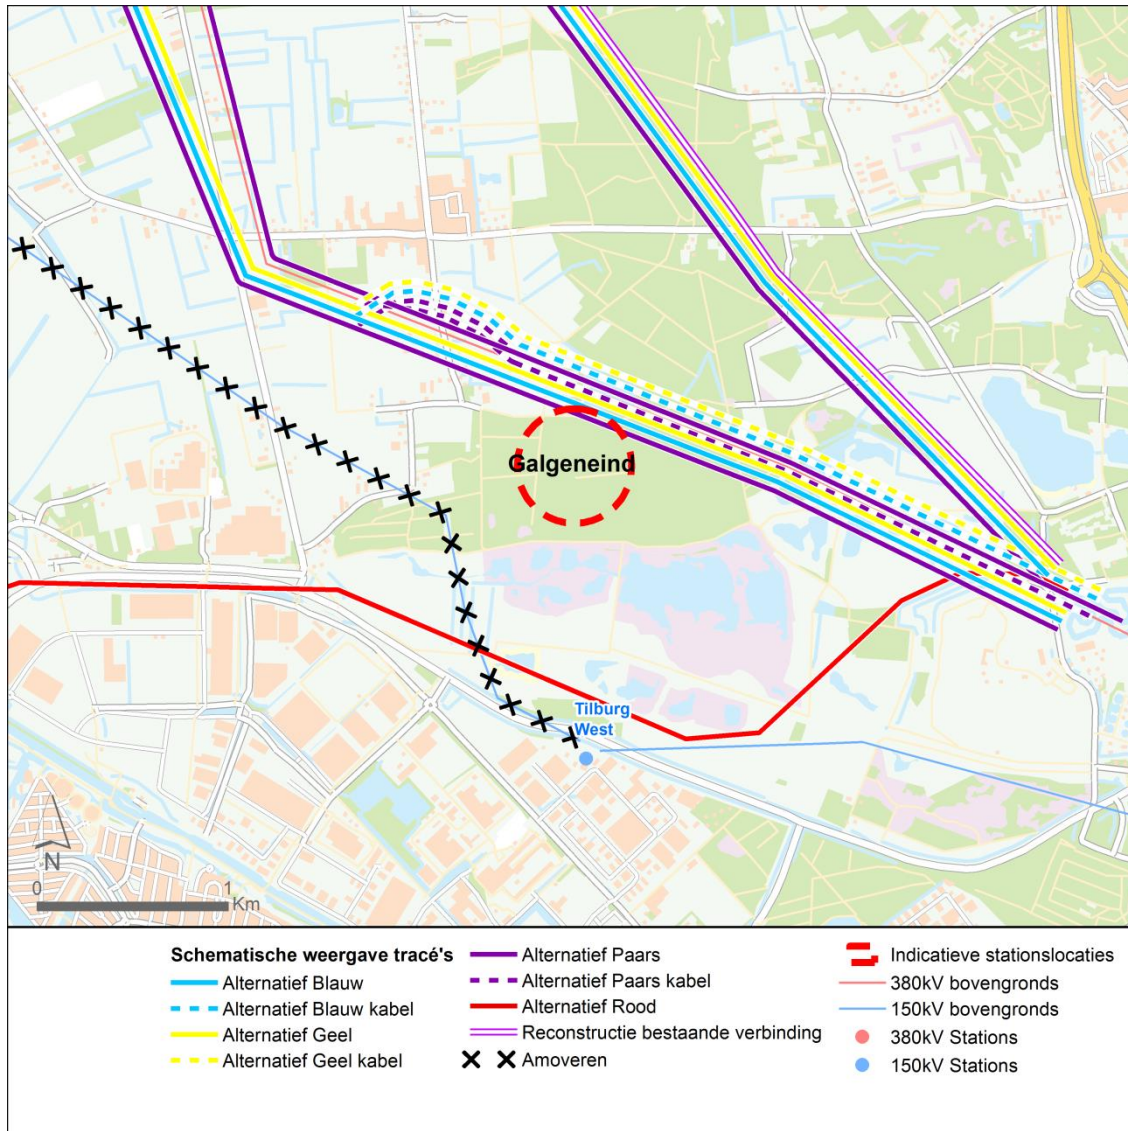 Galgeneind
Tilburg
West
N
0 1
Km
Schematische weergave tracé's
Alternatief Blauw
Alternatief Blauw kabel
Alternatief Geel
Alternatief Geel kabel
Alternatief Paars
Alternatief Paars kabel
Alternatief Rood
Reconstructie bestaande verbinding
Amoveren
Indicatieve stationslocaties
380kV bovengronds
150kV bovengronds
380kV Stations
150kV Stations